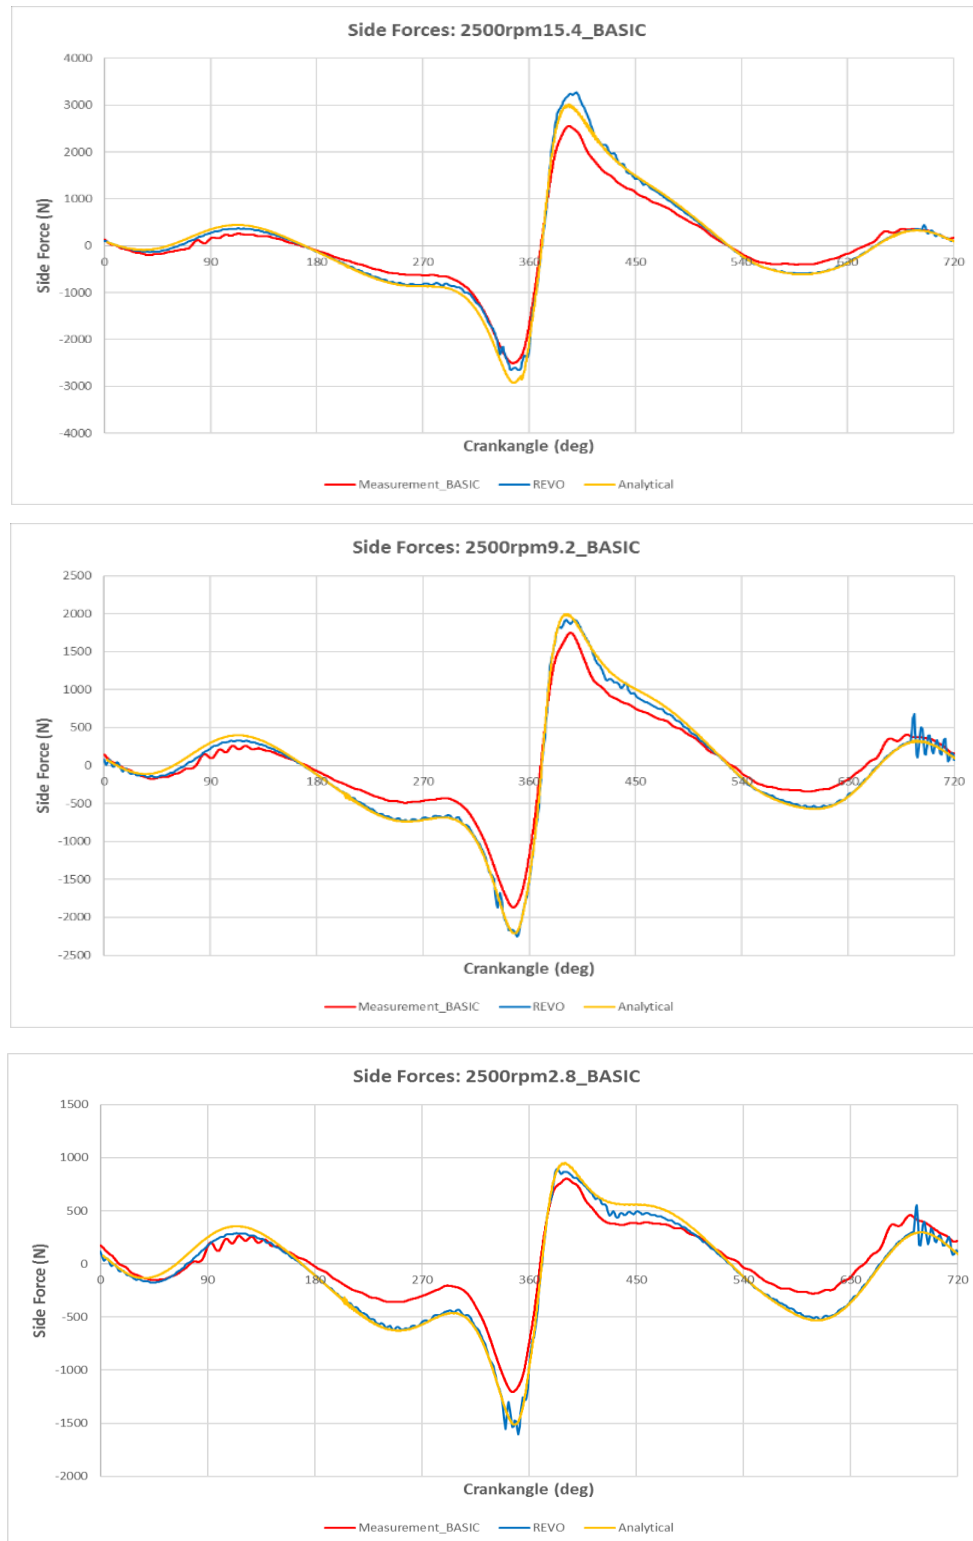 Side Forces: 2500rpm15.4_BASIC
4000
3000
2000
1000
0
-1000
-2000
-3000
-4000
Side Force (N)
0 90 180 270 360 450 540 630 720
Crankangle (deg)
Measurement_BASIC REVO Analytical
Side Forces: 2500rpm9.2_BASIC
2500
2000
1500
1000
500
0
-500
-1000
-1500
-2000
-2500
Side Force (N)
0 90 180 270 360 450 540 630 720
Crankangle (deg)
Measurement_BASIC REVO Analytical
Side Forces: 2500rpm2.8_BASIC
1500
1000
500
0
-500
-1000
-1500
-2000
Side Force (N)
0 90 180 270 360 450 540 630 720
Crankangle (deg)
Measurement_BASIC REVO Analytical